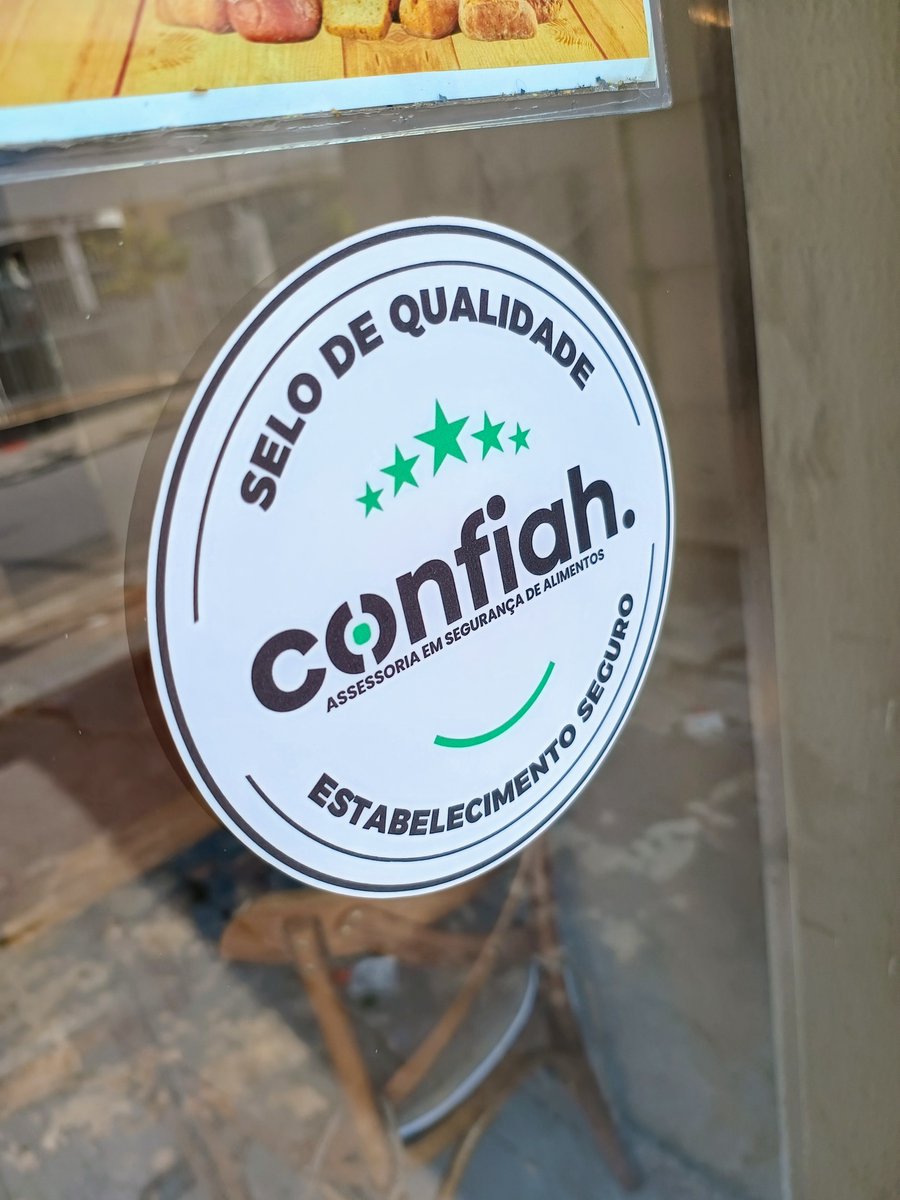 SELO DE QUALIDADE
confiah.
ASSESSORIA EM SEGURANÇA DE ALIMENTOS
ESTABELECIMENTO SEGURO